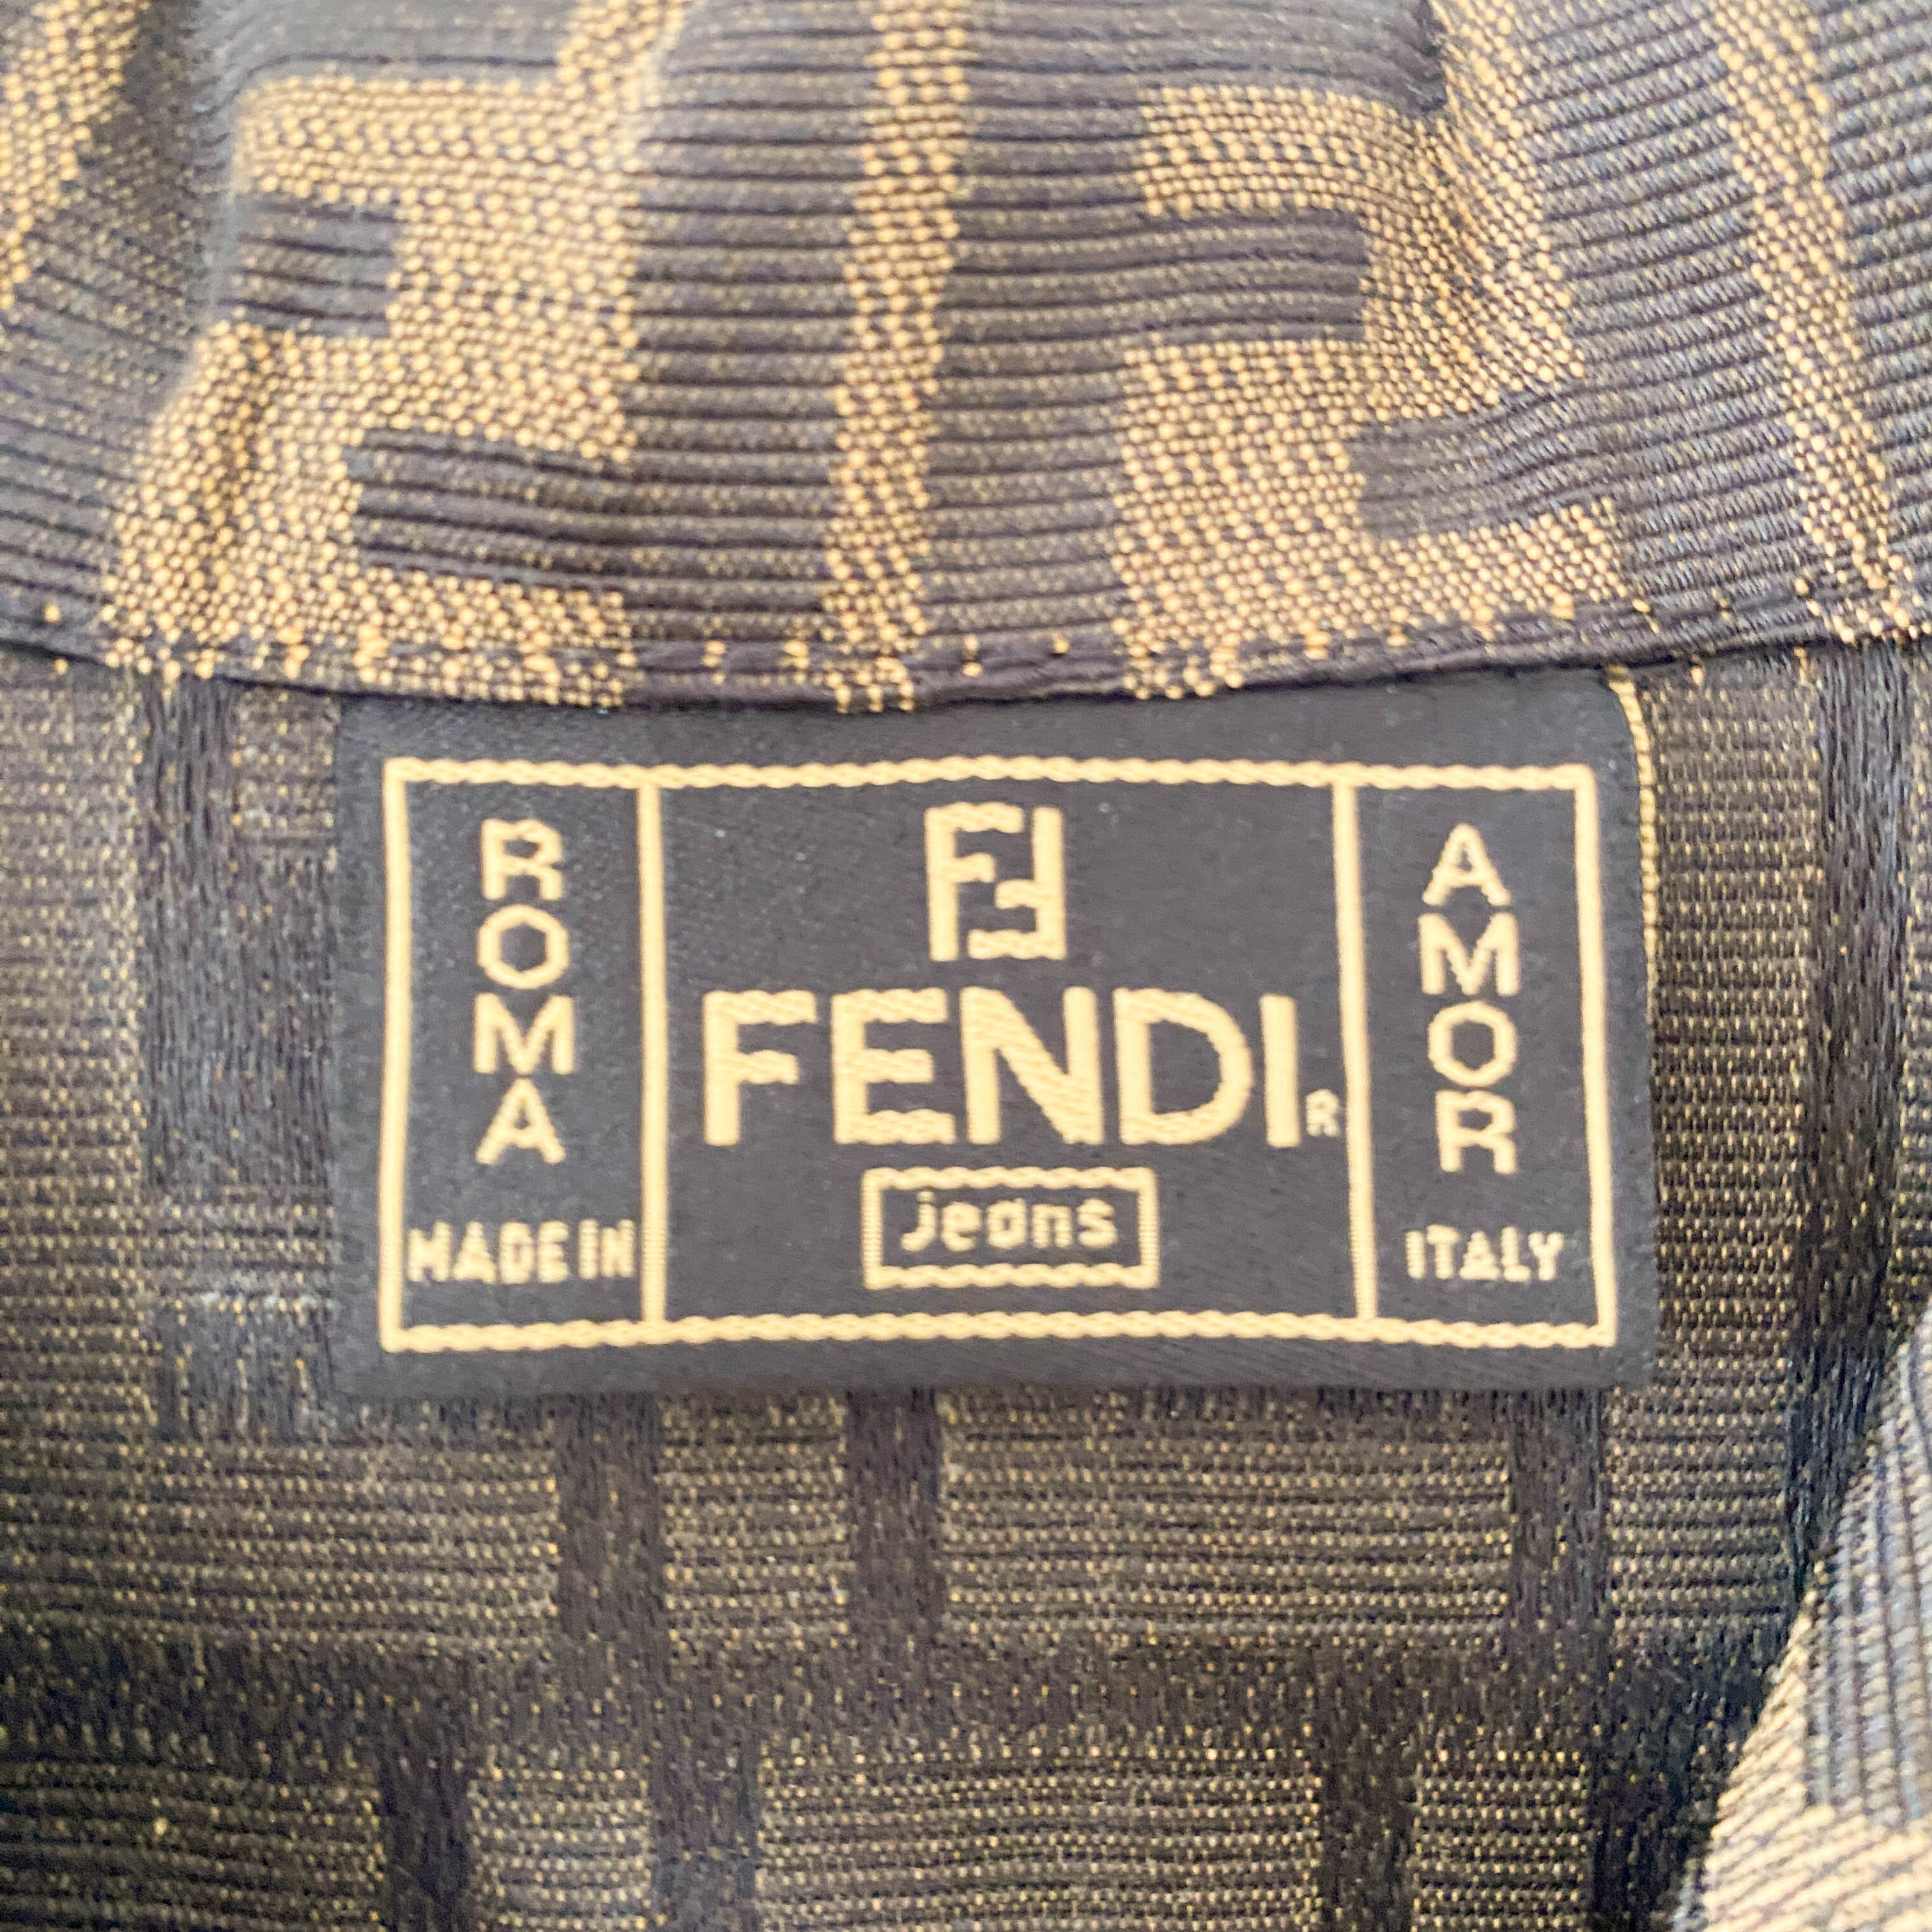 ROMA
MADE IN
FF
FENDI R
jeans
AMOR
ITALY